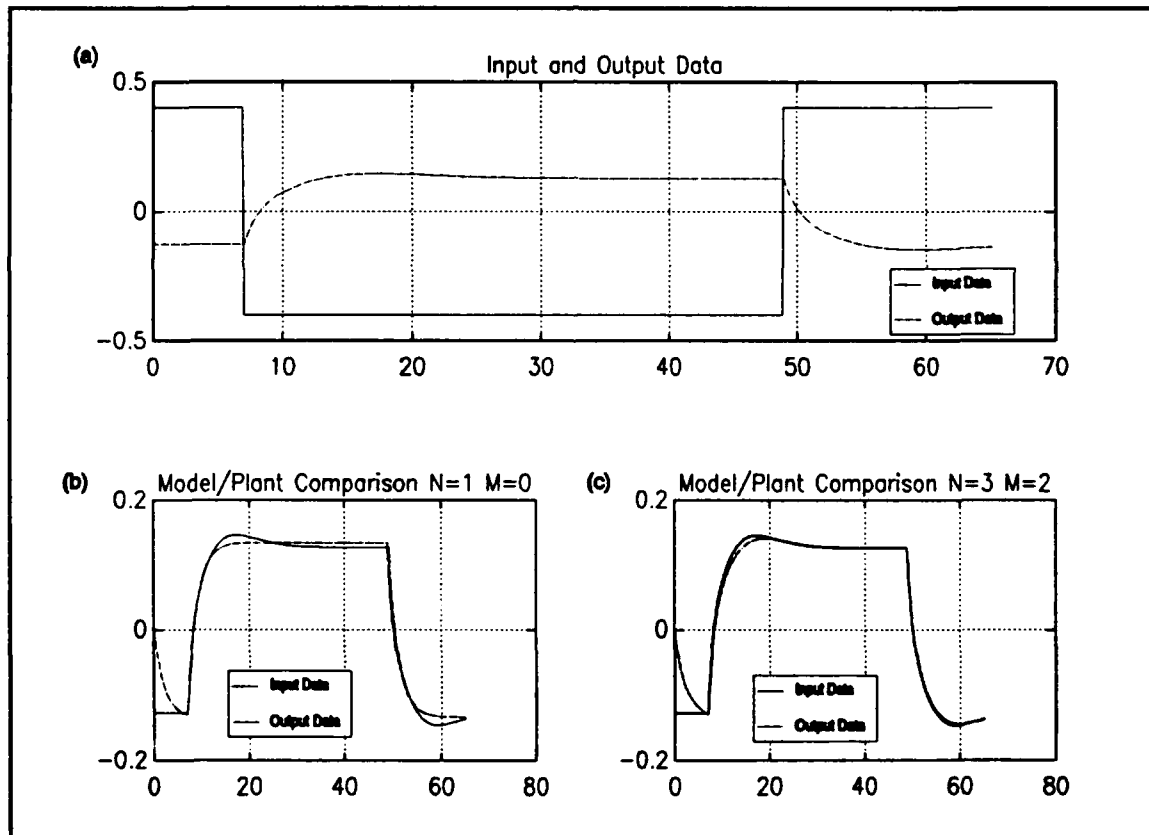 (a)
Input and Output Data
0.5
0
−0.5
0 10 20 30 40 50 60 70
Input Data
Output Data
(b)
Model/Plant Comparison N=1 M=0
0.2
0
−0.2
0 20 40 60 80
Input Data
Output Data
(c)
Model/Plant Comparison N=3 M=2
0.2
0
−0.2
0 20 40 60 80
Input Data
Output Data